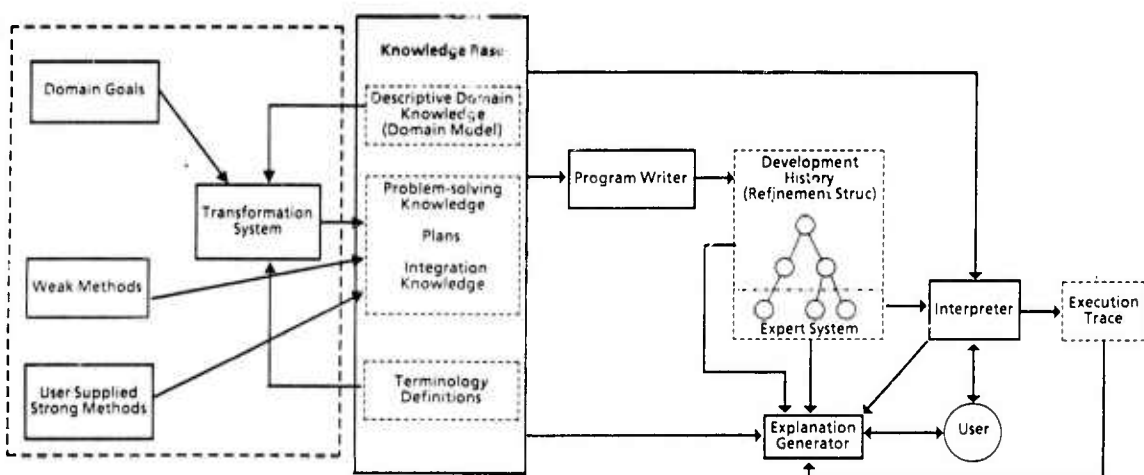 Knowledge Base
Domain Goals
Descriptive Domain
Knowledge
(Domain Model)
Transformation
System
Problem-solving
Knowledge
Plans
Integration
Knowledge
Weak Methods
User Supplied
Strong Methods
Terminology
Definitions
Program Writer
Development
History
(Refinement Struc)
Expert System
Interpreter
Execution
Trace
Explanation
Generator
User